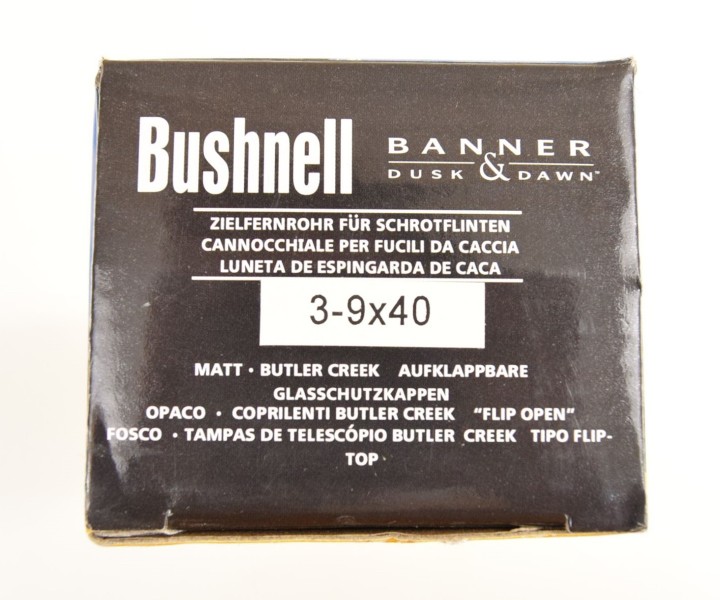 Bushnell
BANNER
DUSK & DAWN™
ZIELFERNROHR FÜR SCHROTFLINTEN
CANNOCCHIALE PER FUCILI DA CACCIA
LUNETA DE ESPINGARDA DE CACA
3-9x40
MATT · BUTLER CREEK AUFKLAPPBARE
GLASSCHUTZKAPPEN
OPACO · COPRILENTI BUTLER CREEK "FLIP OPEN"
FOSCO · TAMPAS DE TELESCÓPIO BUTLER CREEK TIPO FLIP-
TOP